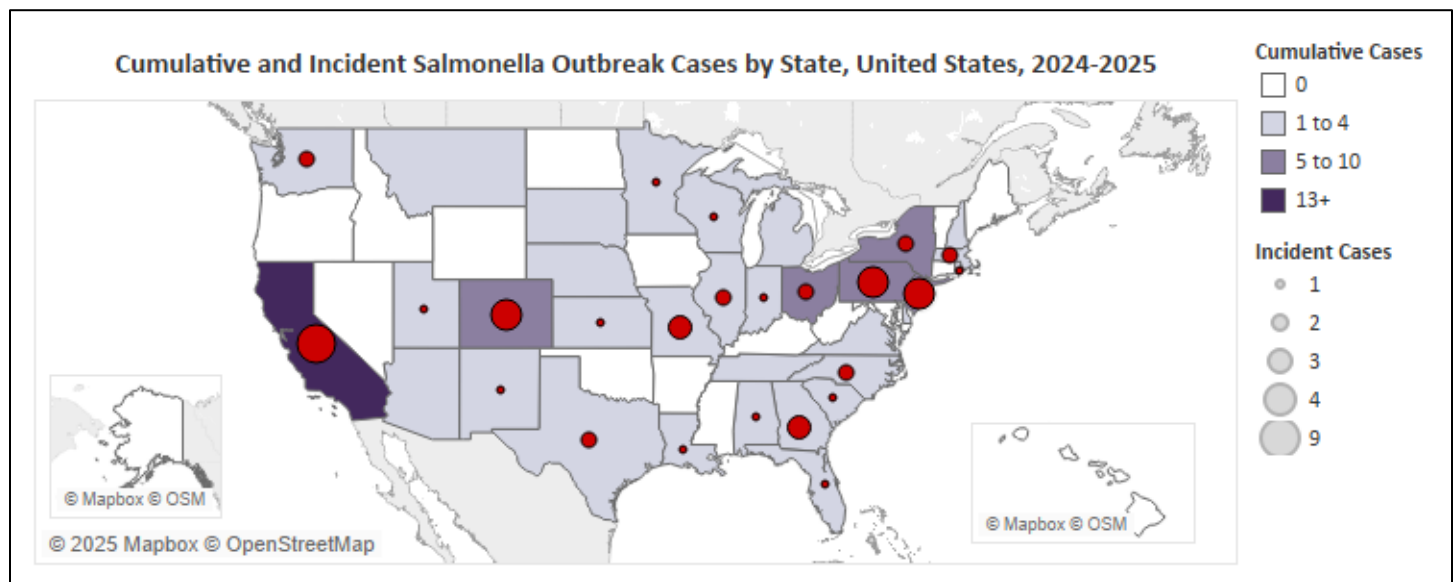 Cumulative and Incident Salmonella Outbreak Cases by State, United States, 2024-2025
© Mapbox © OSM
© 2025 Mapbox © OpenStreetMap
© Mapbox © OSM
Cumulative Cases
0
1 to 4
5 to 10
13+
Incident Cases
1
2
3
4
9